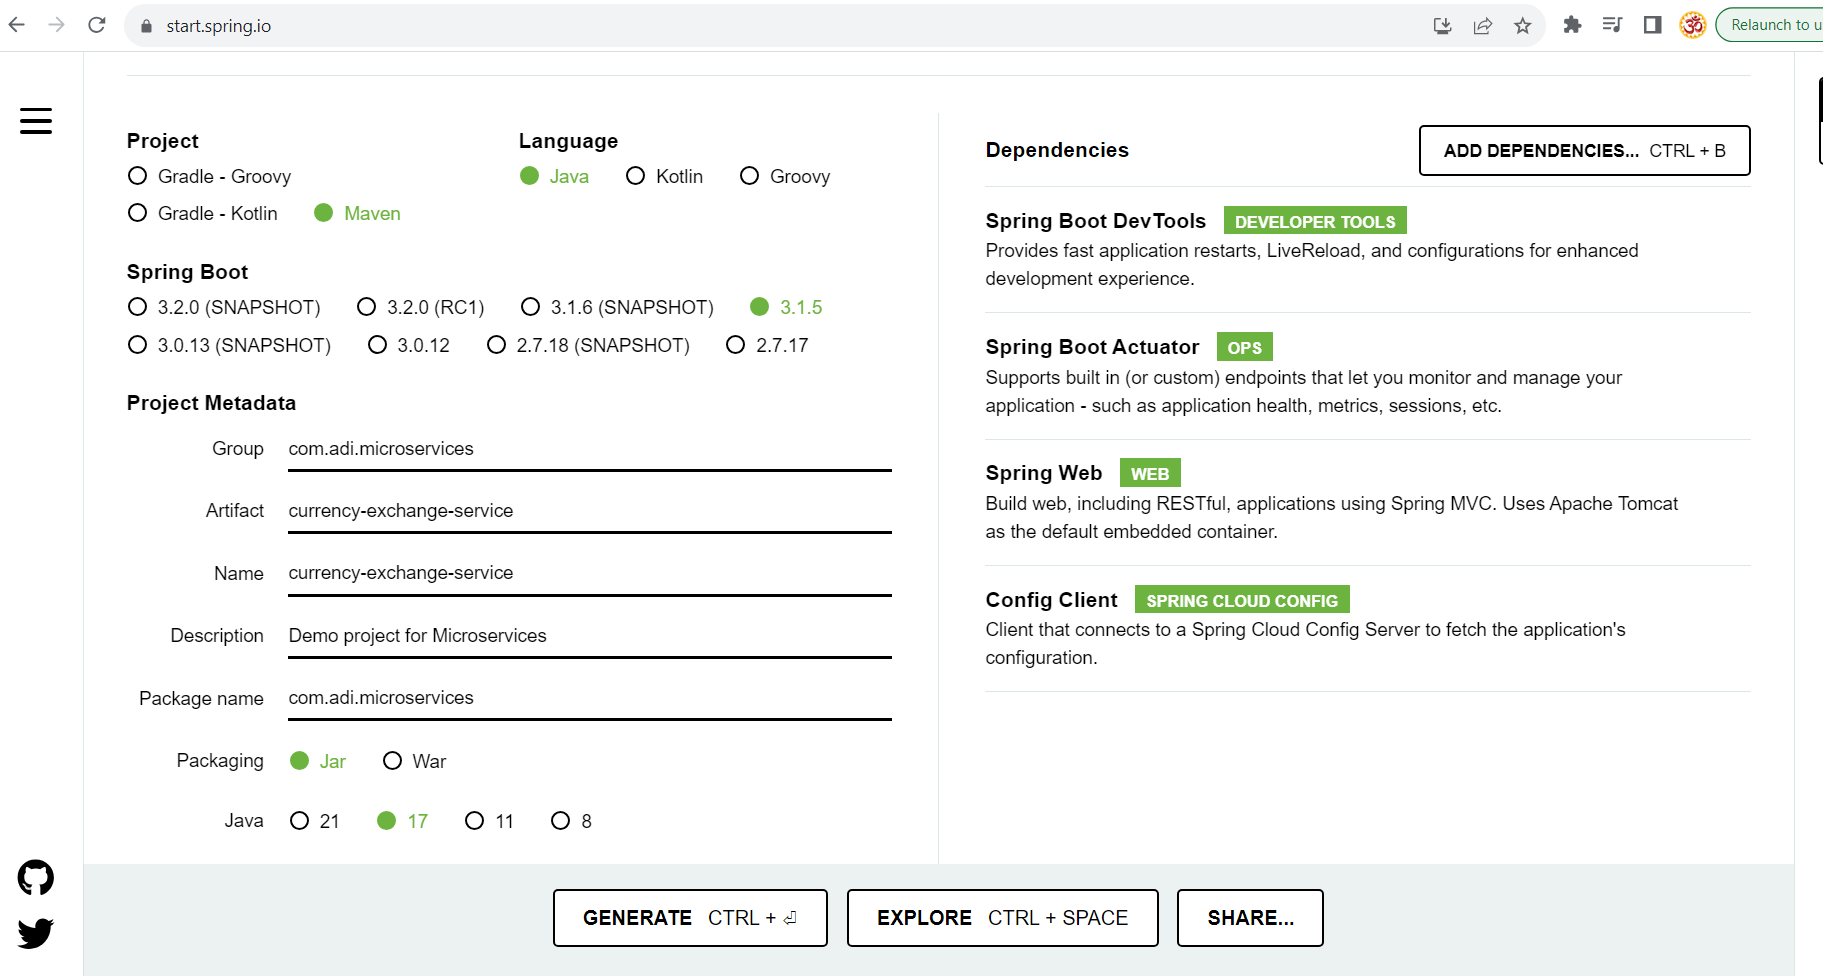 start.spring.io
Relaunch to u
Project
Gradle - Groovy
Gradle - Kotlin Maven
Language
Java Kotlin Groovy
Spring Boot
3.2.0 (SNAPSHOT) 3.2.0 (RC1) 3.1.6 (SNAPSHOT) 3.1.5
3.0.13 (SNAPSHOT) 3.0.12 2.7.18 (SNAPSHOT) 2.7.17
Project Metadata
Group com.adi.microservices
Artifact currency-exchange-service
Name currency-exchange-service
Description Demo project for Microservices
Package name com.adi.microservices
Packaging Jar War
Java 21 17 11 8
Dependencies ADD DEPENDENCIES... CTRL + B
Spring Boot DevTools DEVELOPER TOOLS
Provides fast application restarts, LiveReload, and configurations for enhanced
development experience.
Spring Boot Actuator OPS
Supports built in (or custom) endpoints that let you monitor and manage your
application - such as application health, metrics, sessions, etc.
Spring Web WEB
Build web, including RESTful, applications using Spring MVC. Uses Apache Tomcat
as the default embedded container.
Config Client SPRING CLOUD CONFIG
Client that connects to a Spring Cloud Config Server to fetch the application's
configuration.
GENERATE CTRL + ⏎ EXPLORE CTRL + SPACE SHARE...